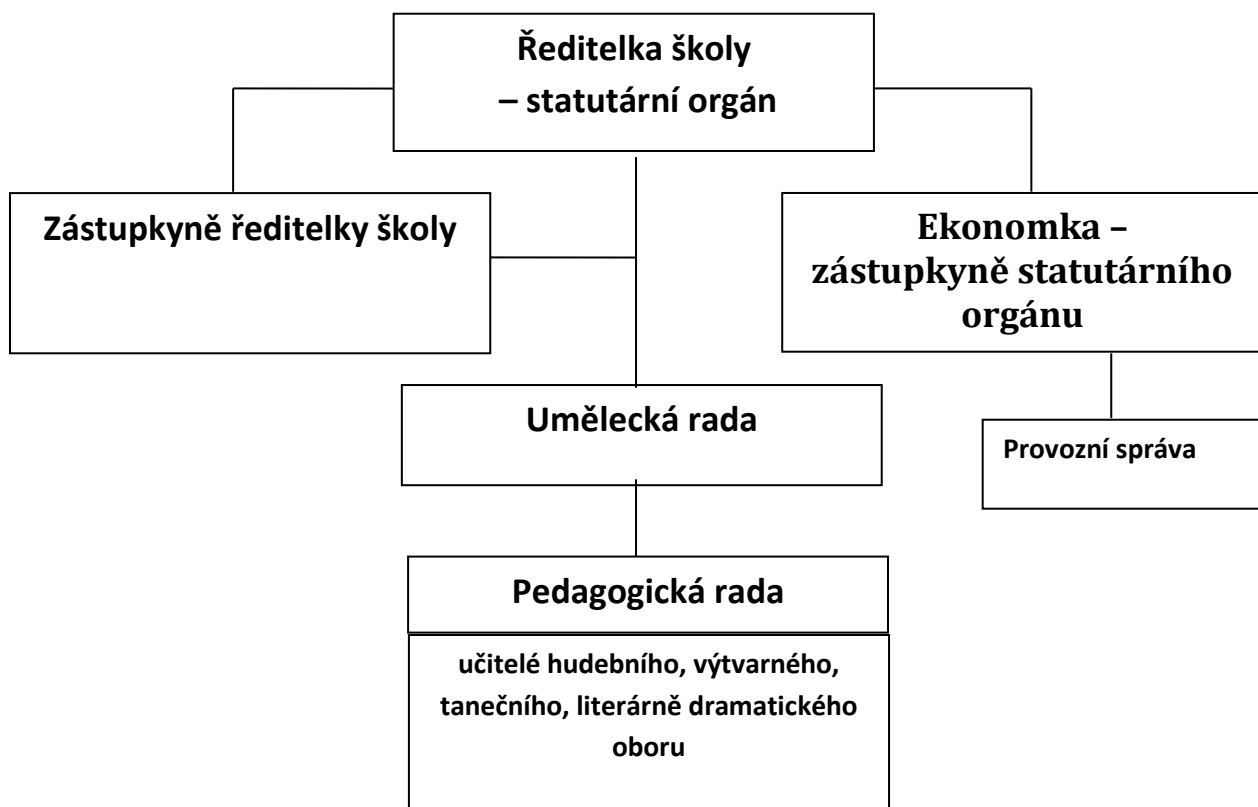 Ředitelka školy
– statutární orgán
Zástupkyně ředitelky školy
Ekonomka –
zástupkyně statutárního
orgánu
Umělecká rada
Provozní správa
Pedagogická rada
učitelé hudebního, výtvarného,
tanečního, literárně dramatického
oboru